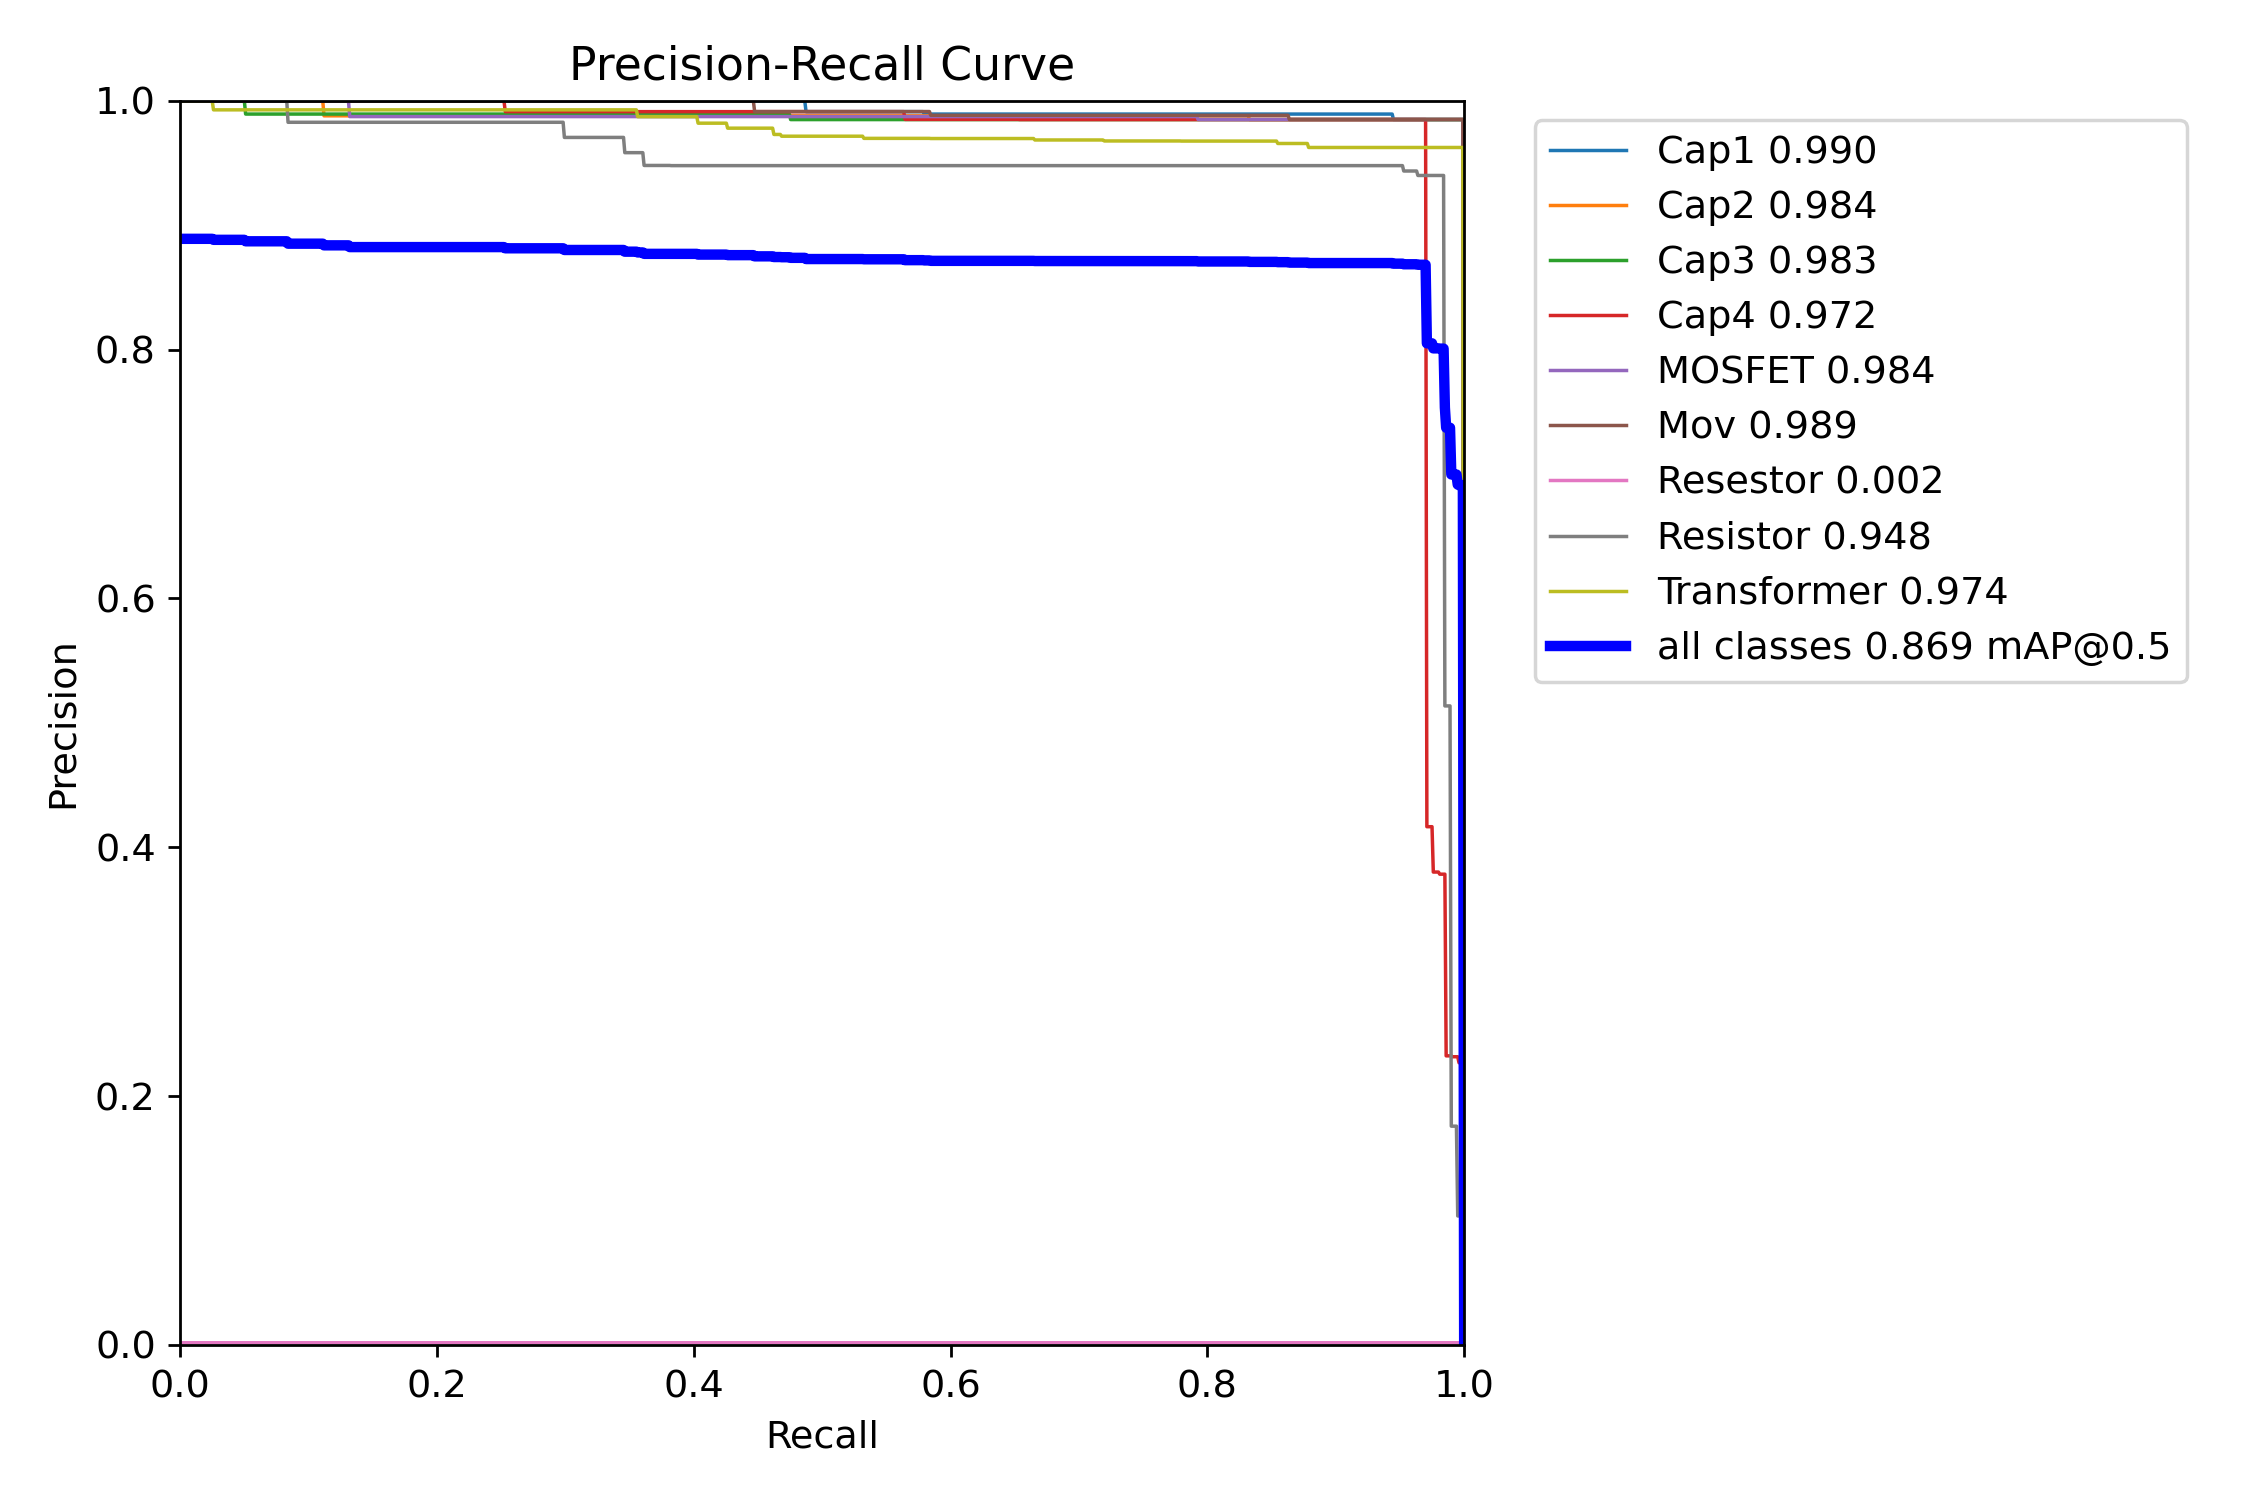 Precision-Recall Curve
1.0
0.8
0.6
0.4
0.2
0.0
Precision
0.0 0.2 0.4 0.6 0.8 1.0
Recall
Cap1 0.990
Cap2 0.984
Cap3 0.983
Cap4 0.972
MOSFET 0.984
Mov 0.989
Resestor 0.002
Resistor 0.948
Transformer 0.974
all classes 0.869 mAP@0.5